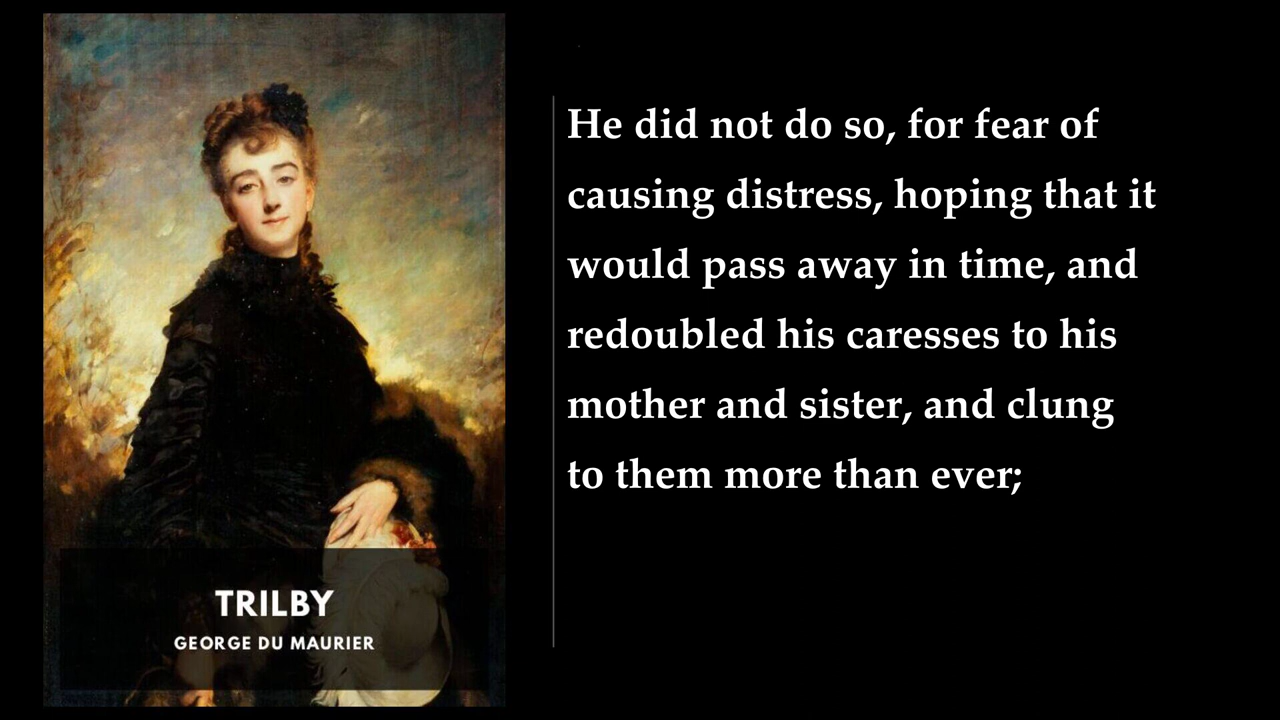 TRILBY
GEORGE DU MAURIER
He did not do so, for fear of
causing distress, hoping that it
would pass away in time, and
redoubled his caresses to his
mother and sister, and clung
to them more than ever;